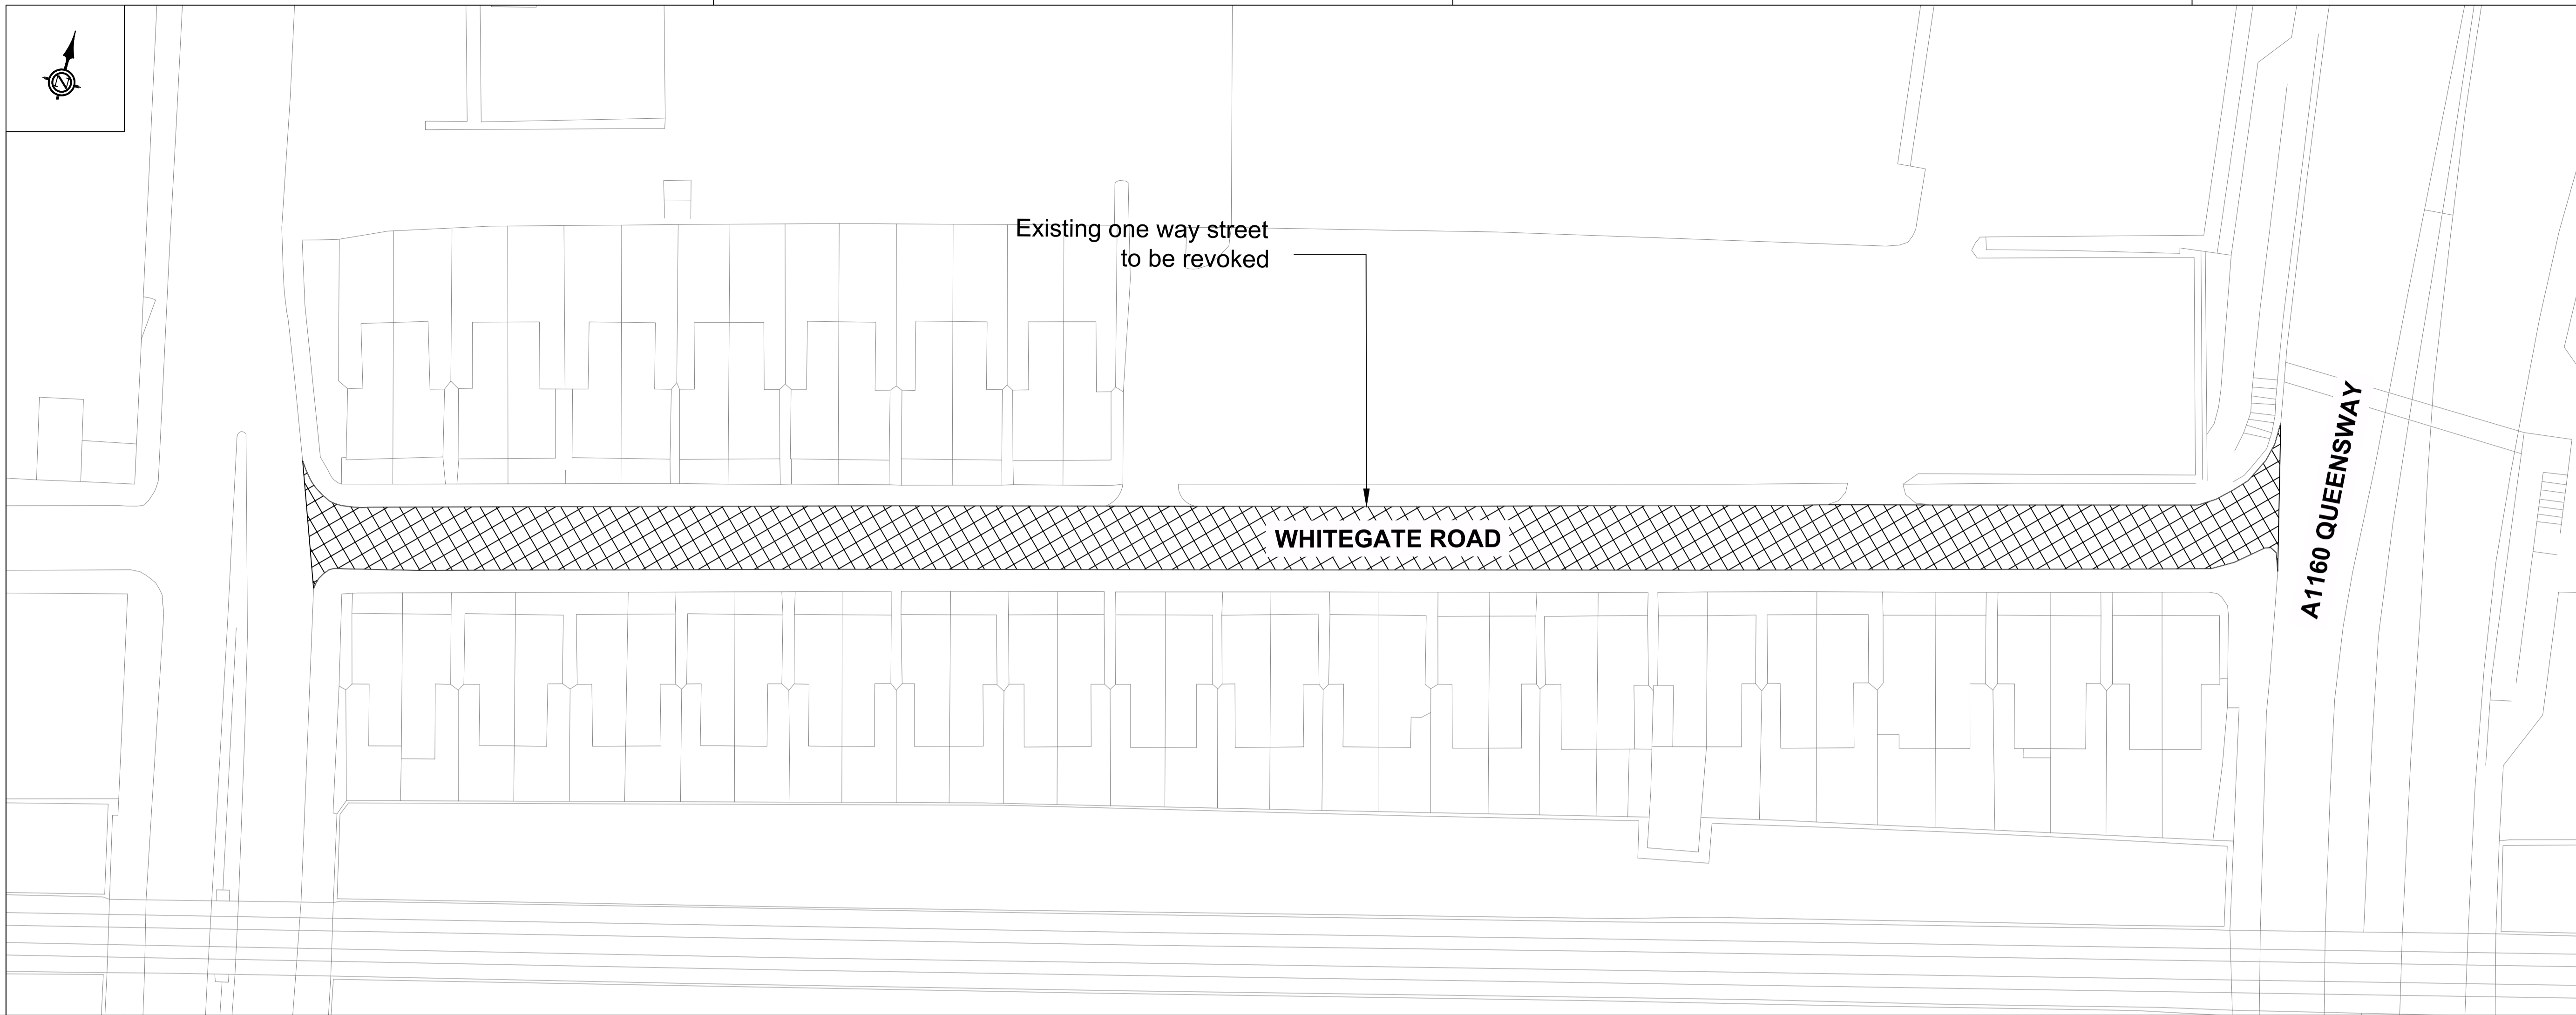 N
Existing one way street
to be revoked
WHITEGATE ROAD
A1160 QUEENSWAY